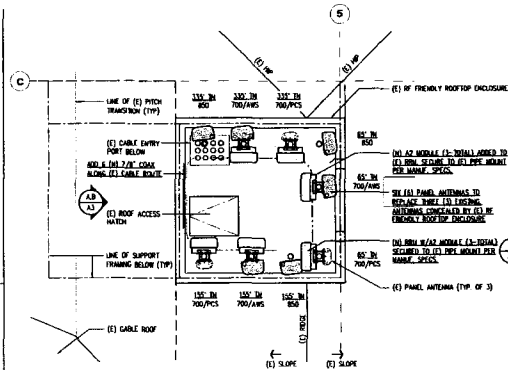 5
C
(E) HIP
(E) HIP
335° TN
850
335° TN
700/AWS
335° TN
700/PCS
(E) RF FRIENDLY ROOFTOP ENCLOSURE
LINE OF (E) PITCH
TRANSITION (TYP)
(E) CABLE ENTRY
PORT BELOW
ADD 6 (N) 7/8" COAX
ALONG (E) CABLE ROUTE
A,B
A3
(E) ROOF ACCESS
HATCH
LINE OF SUPPORT
FRAMING BELOW (TYP)
(E) GABLE ROOF
65° TN
850
65° TN
700/AWS
65° TN
700/PCS
(N) A2 MODULE (3-TOTAL) ADDED TO
(E) RRU. SECURE TO (E) PIPE MOUNT
PER MANUF. SPECS.
SIX (6) PANEL ANTENNAS TO
REPLACE THREE (3) EXISTING
ANTENNAS CONCEALED BY (E) RF
FRIENDLY ROOFTOP ENCLOSURE
(N) RRU W/A2 MODULE (3-TOTAL)
SECURED TO (E) PIPE MOUNT PER
MANUF. SPECS.
(E) PANEL ANTENNA (TYP. OF 3)
155° TN
700/PCS
155° TN
700/AWS
155° TN
850
(E) RIDGE
(E) SLOPE
(E) SLOPE